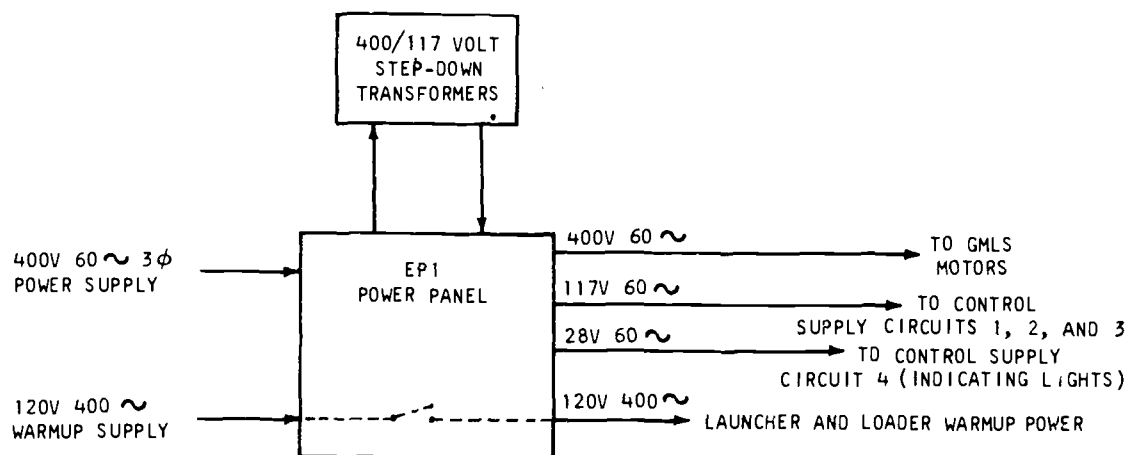 400/117 VOLT
STEP-DOWN
TRANSFORMERS
400V 60～ 3ϕ
POWER SUPPLY
EP1
POWER PANEL
400V 60～
TO GMLS
MOTORS
117V 60～
TO CONTROL
SUPPLY CIRCUITS 1, 2, AND 3
28V 60～
TO CONTROL SUPPLY
CIRCUIT 4 (INDICATING LIGHTS)
120V 400～
WARMUP SUPPLY
120V 400～
LAUNCHER AND LOADER WARMUP POWER